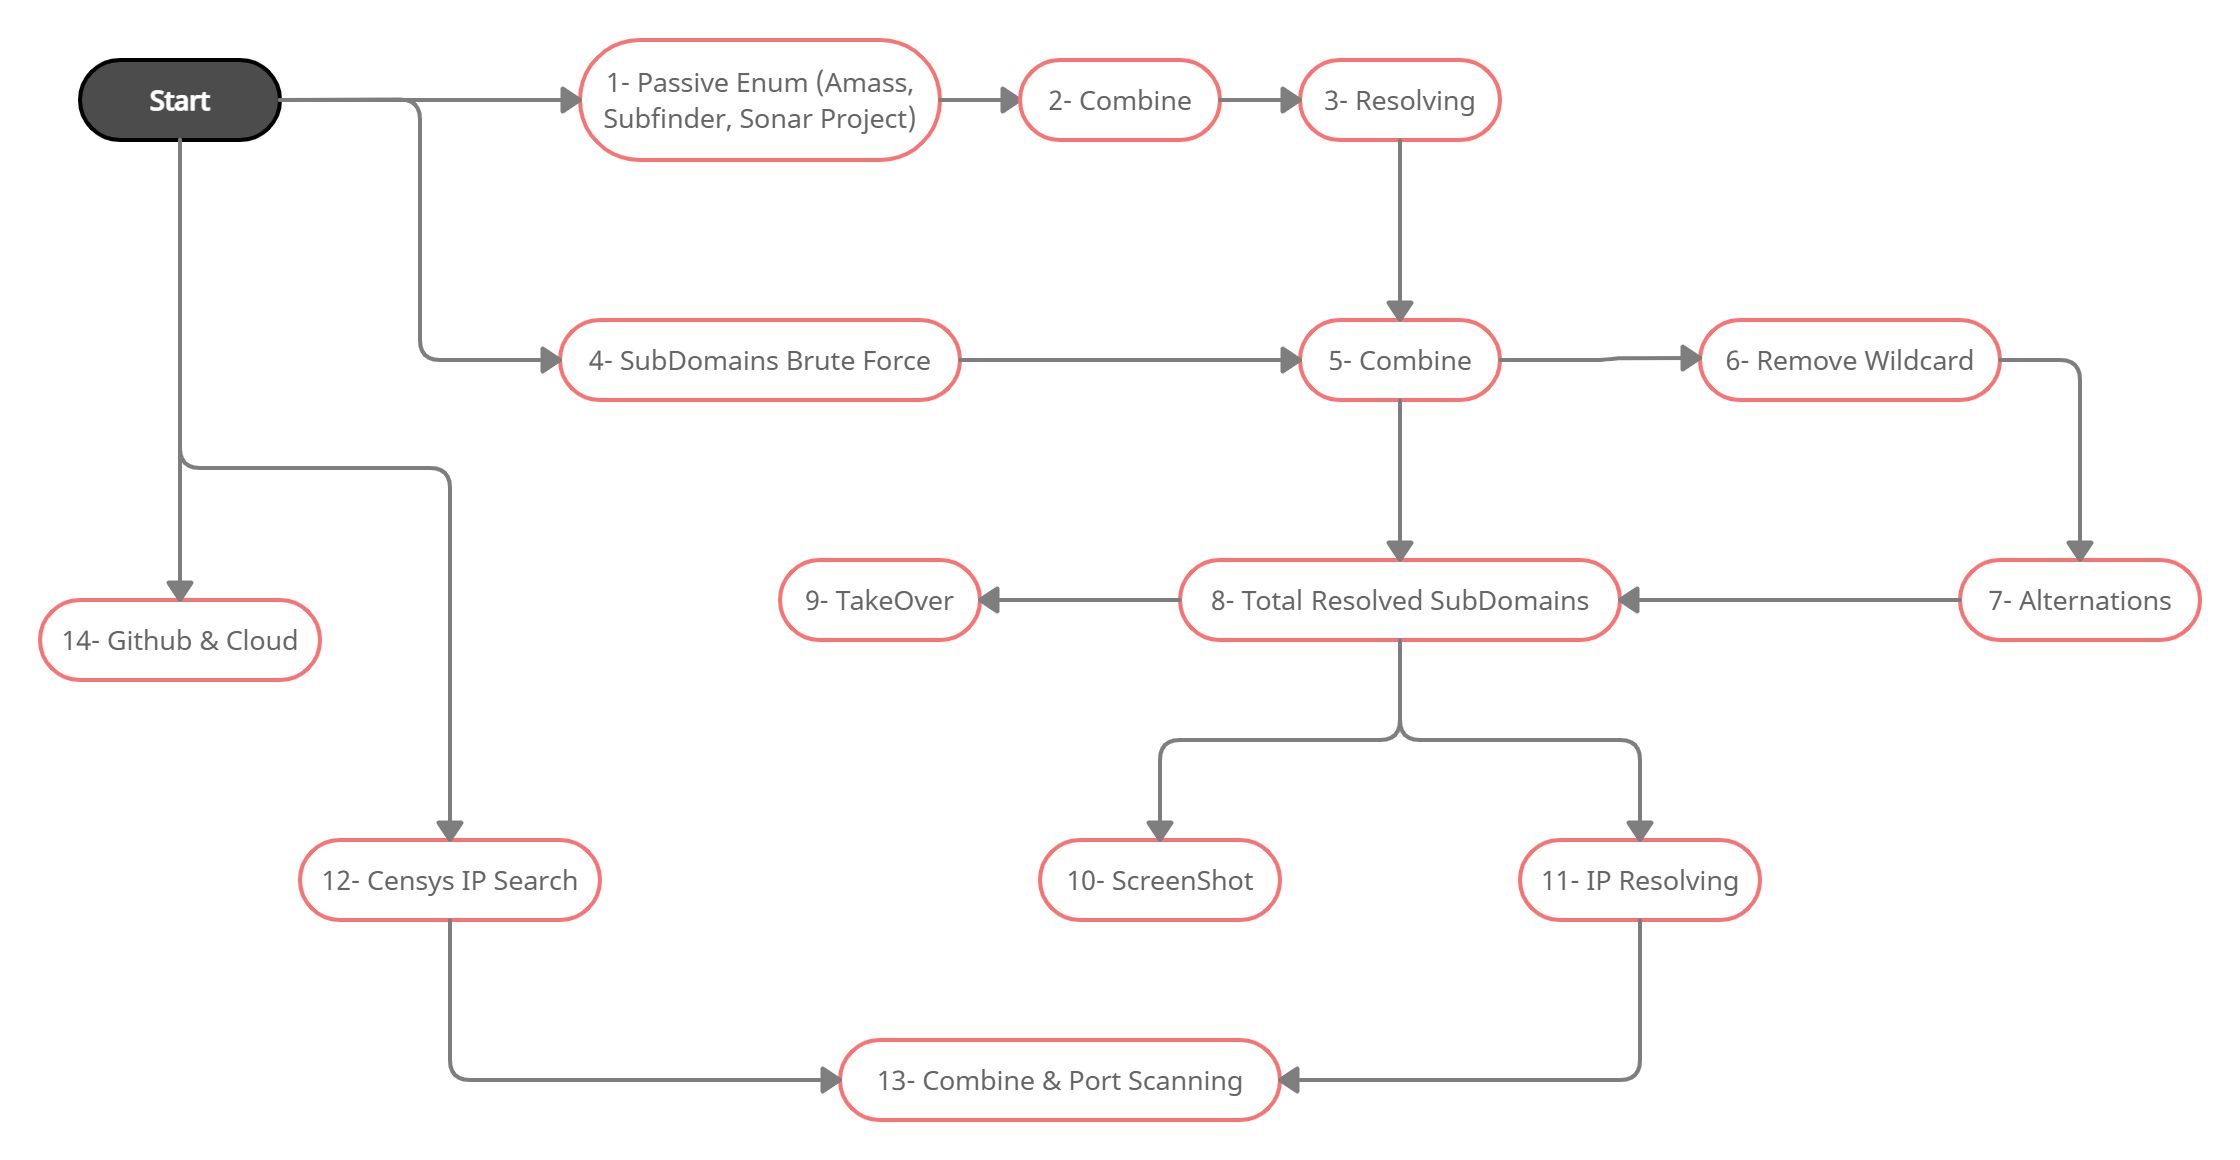 Start
1- Passive Enum (Amass,
Subfinder, Sonar Project)
2- Combine
3- Resolving
4- SubDomains Brute Force
5- Combine
6- Remove Wildcard
9- TakeOver
8- Total Resolved SubDomains
7- Alternations
14- Github & Cloud
12- Censys IP Search
10- ScreenShot
11- IP Resolving
13- Combine & Port Scanning